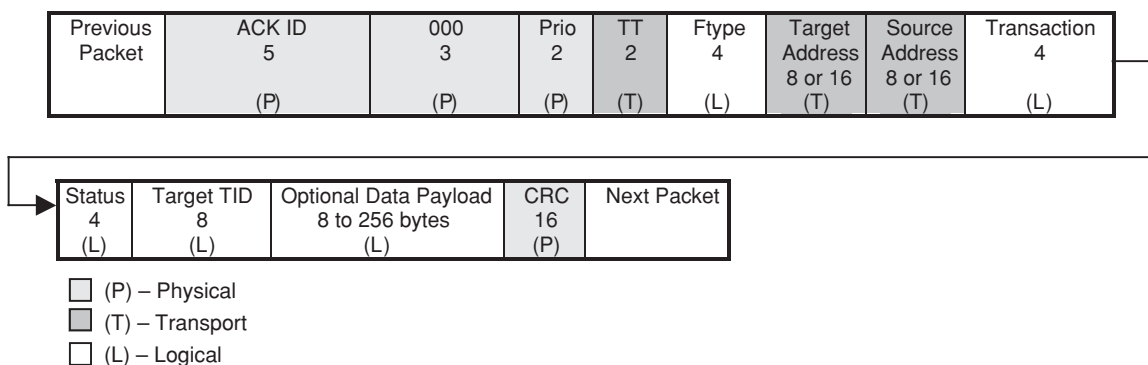 Previous Packet
ACK ID 5 (P)
000 3 (P)
Prio 2 (P)
TT 2 (T)
Ftype 4 (L)
Target Address 8 or 16 (T)
Source Address 8 or 16 (T)
Transaction 4 (L)
Status 4 (L)
Target TID 8 (L)
Optional Data Payload 8 to 256 bytes (L)
CRC 16 (P)
Next Packet
(P) – Physical
(T) – Transport
(L) – Logical